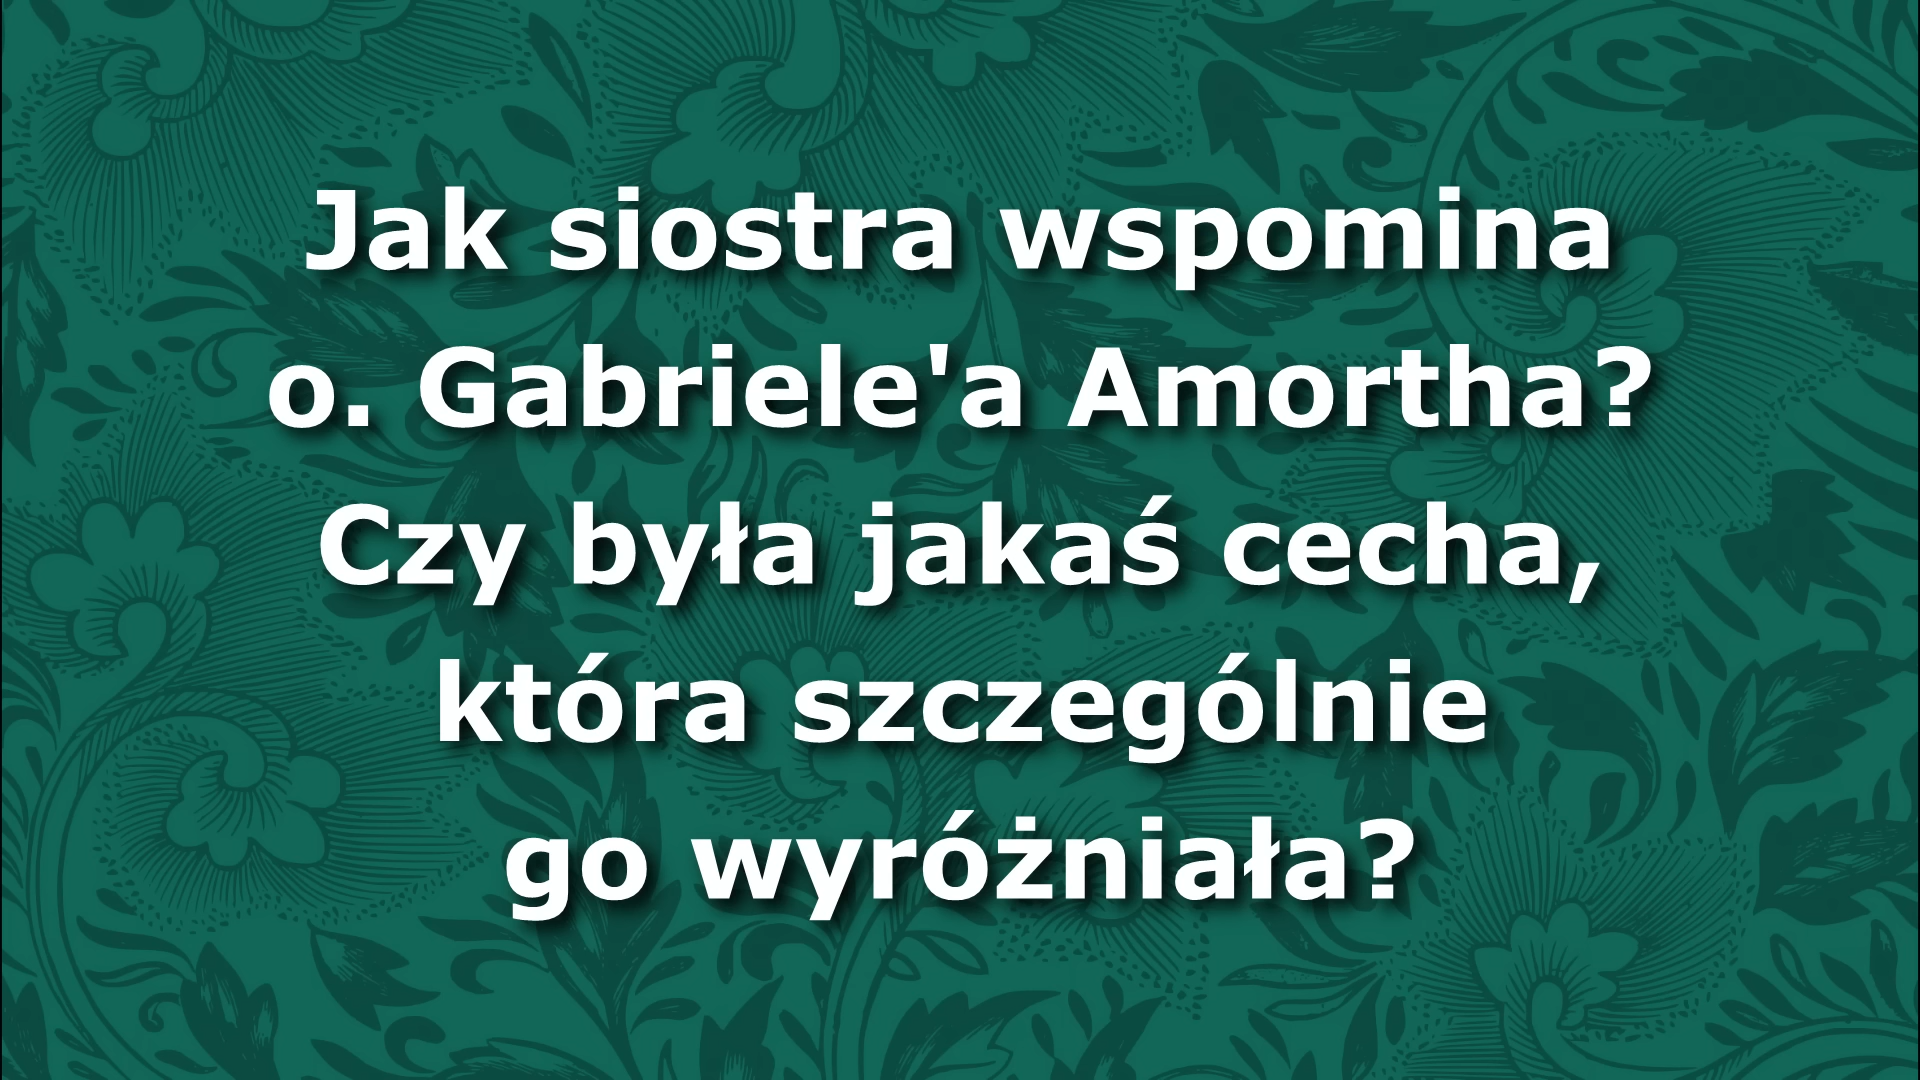 Jak siostra wspomina
o. Gabriele'a Amortha?
Czy była jakaś cecha,
która szczególnie
go wyróżniała?